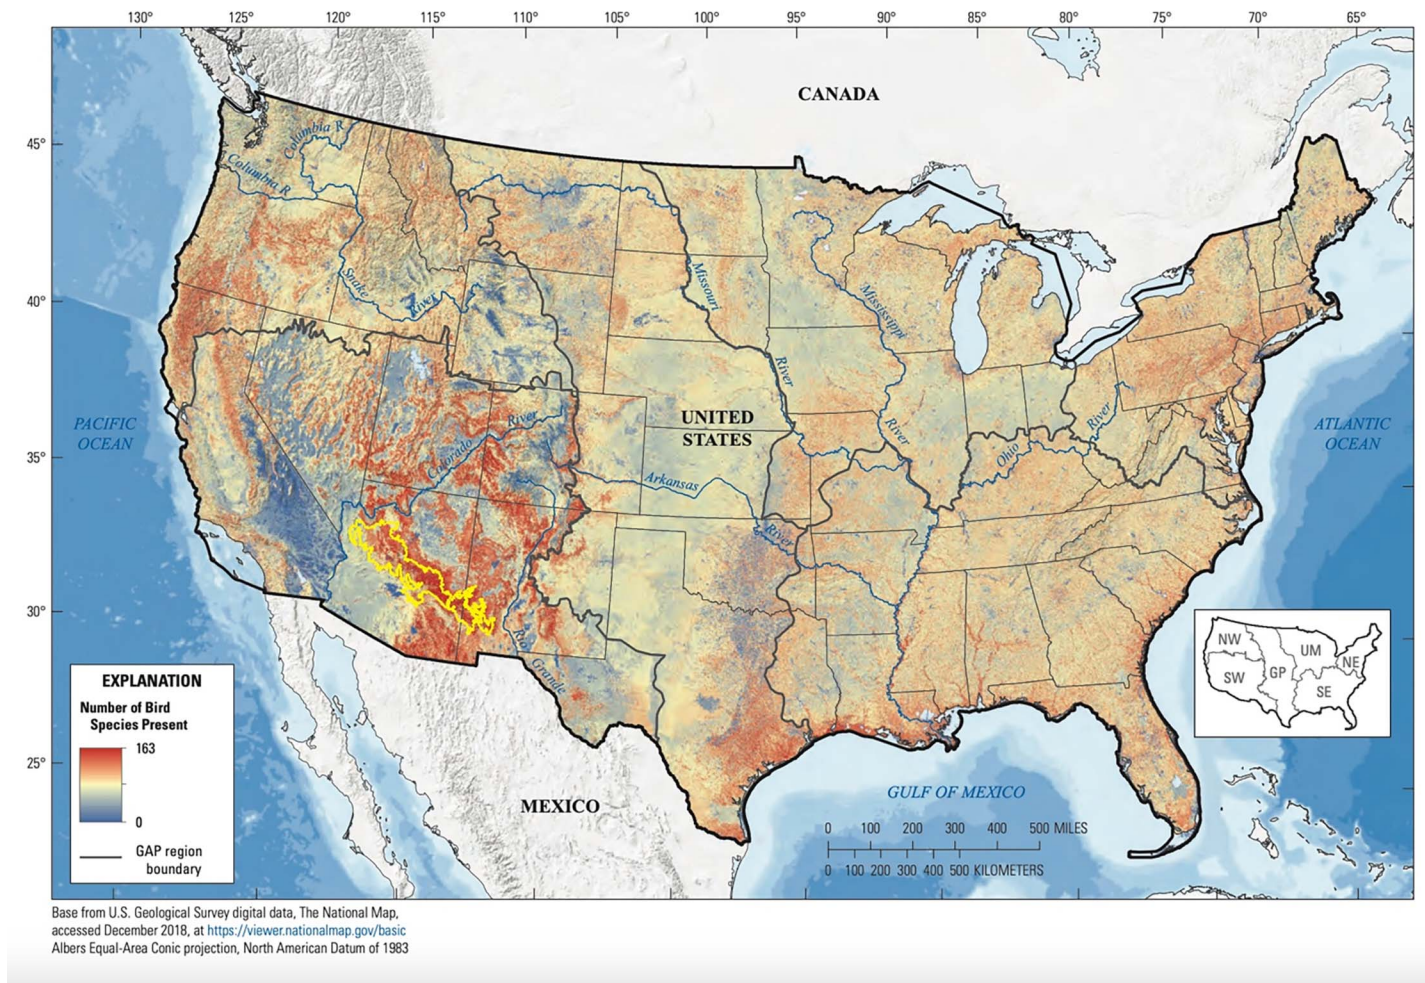 130°
125°
120°
115°
110°
105°
100°
95°
90°
85°
80°
75°
70°
65°
CANADA
45°
Columbia R
Columbia R
Snake
River
Missouri
River
Mississippi
River
40°
PACIFIC
OCEAN
UNITED
STATES
Colorado
River
Arkansas
River
Ohio
River
ATLANTIC
OCEAN
35°
30°
Rio
Grande
NW
UM
NE
SW
GP
SE
EXPLANATION
Number of Bird
Species Present
163
0
GAP region
boundary
25°
MEXICO
GULF OF MEXICO
0 100 200 300 400 500 MILES
0 100 200 300 400 500 KILOMETERS
Base from U.S. Geological Survey digital data, The National Map,
accessed December 2018, at https://viewer.nationalmap.gov/basic
Albers Equal-Area Conic projection, North American Datum of 1983